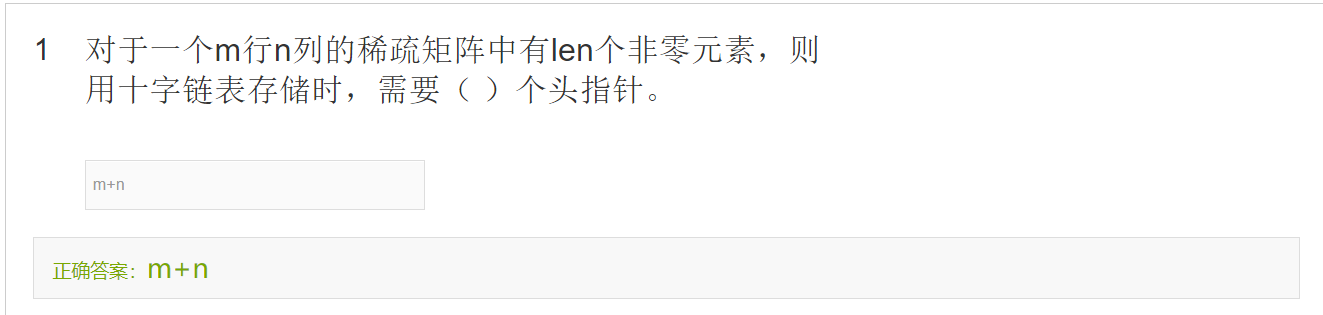 1 对于一个m行n列的稀疏矩阵中有len个非零元素，则
用十字链表存储时，需要（ ）个头指针。
m+n
正确答案：m+n